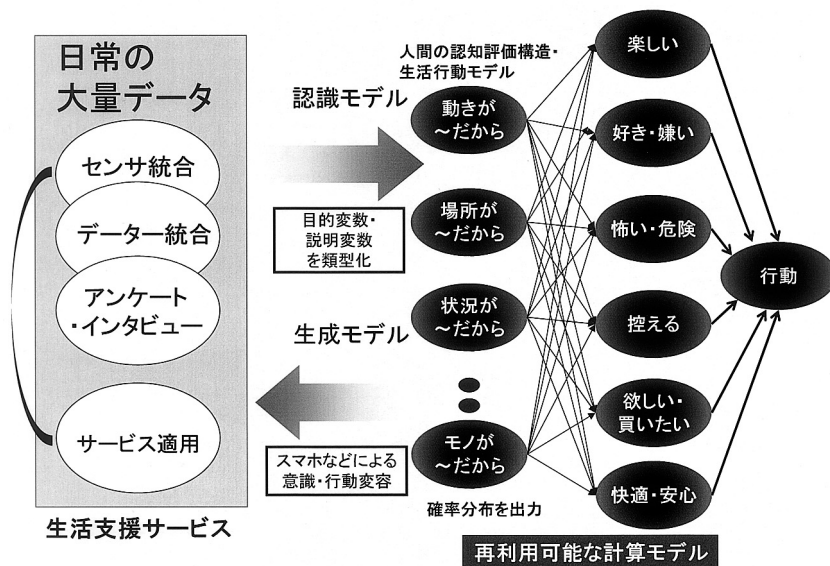 日常の
大量データ
センサ統合
データー統合
アンケート
・インタビュー
サービス適用
生活支援サービス
認識モデル
目的変数・
説明変数
を類型化
生成モデル
スマホなどによる
意識・行動変容
人間の認知評価構造・
生活行動モデル
動きが
～だから
場所が
～だから
状況が
～だから
モノが
～だから
確率分布を出力
楽しい
好き・嫌い
怖い・危険
控える
欲しい・
買いたい
快適・安心
行動
再利用可能な計算モデル